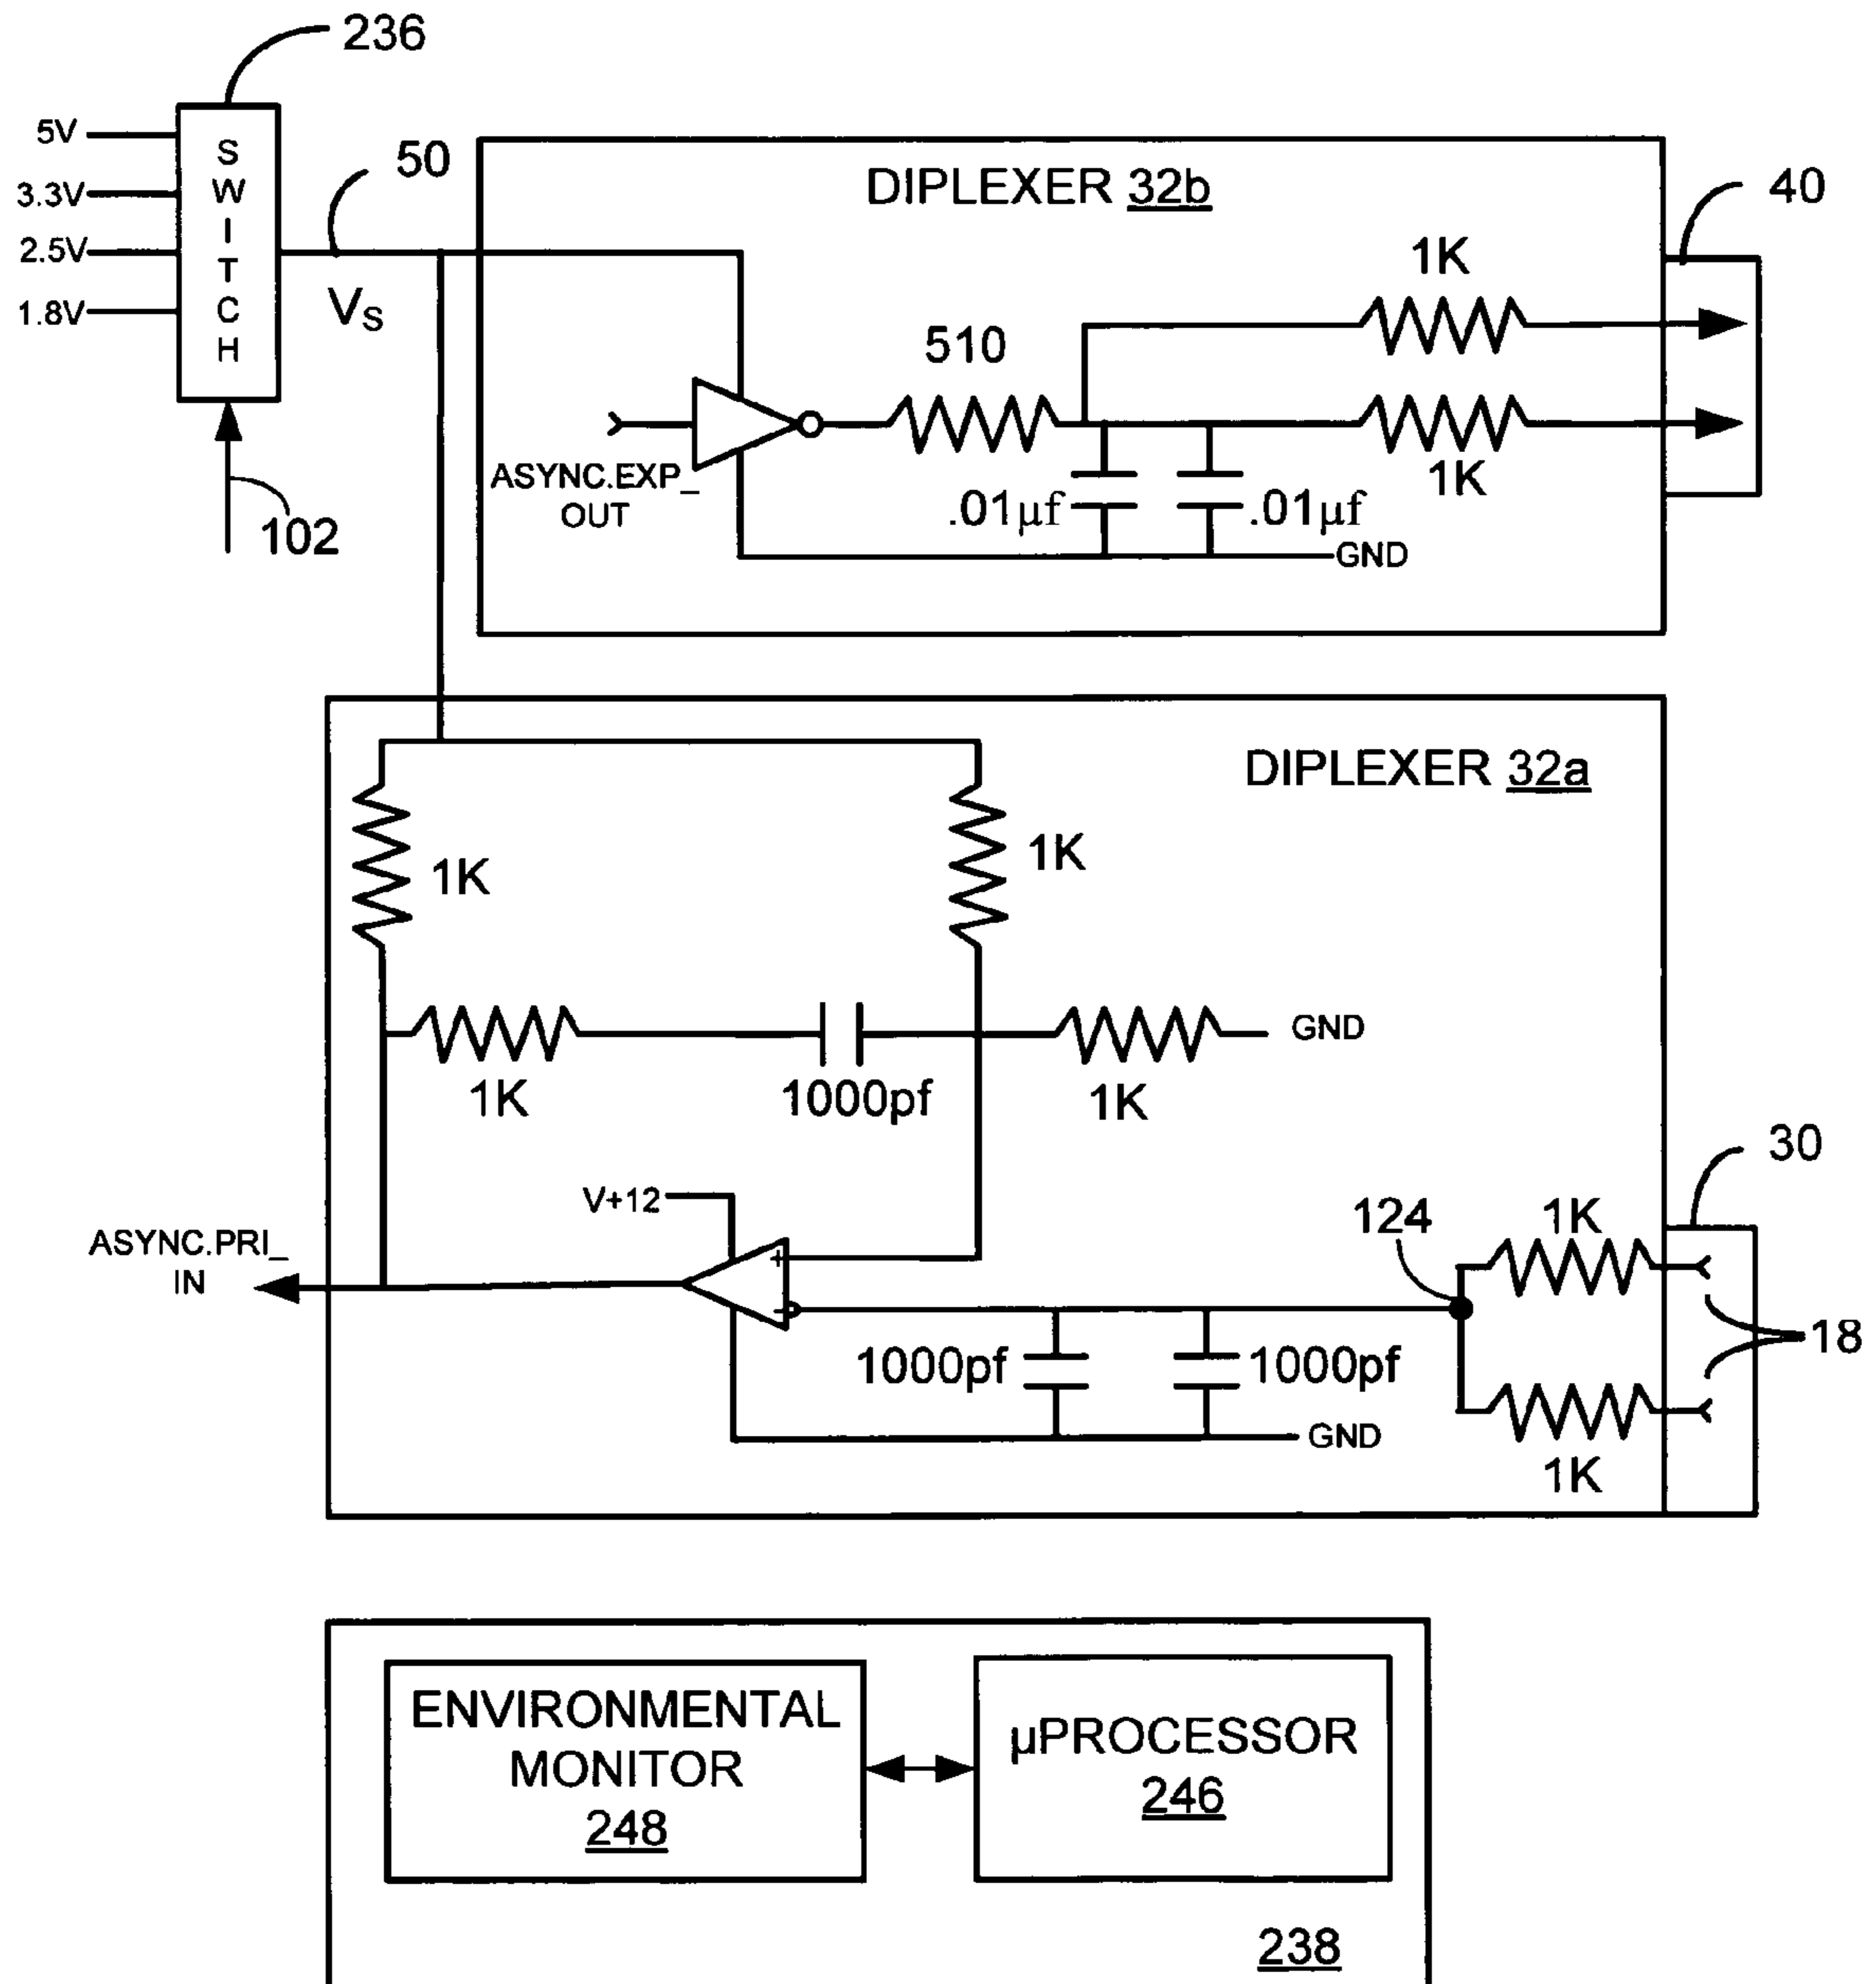 236
5V
3.3V
2.5V
1.8V
SWITCH
50
VS
102
DIPLEXER 32b
40
1K
510
1K
ASYNC.EXP_
OUT
.01µf
.01µf
GND
DIPLEXER 32a
1K
1K
1K
1000pf
1K
GND
V+12
ASYNC.PRI_
IN
+
−
124
1K
30
18
1000pf
1000pf
GND
1K
ENVIRONMENTAL
MONITOR
248
µPROCESSOR
246
238